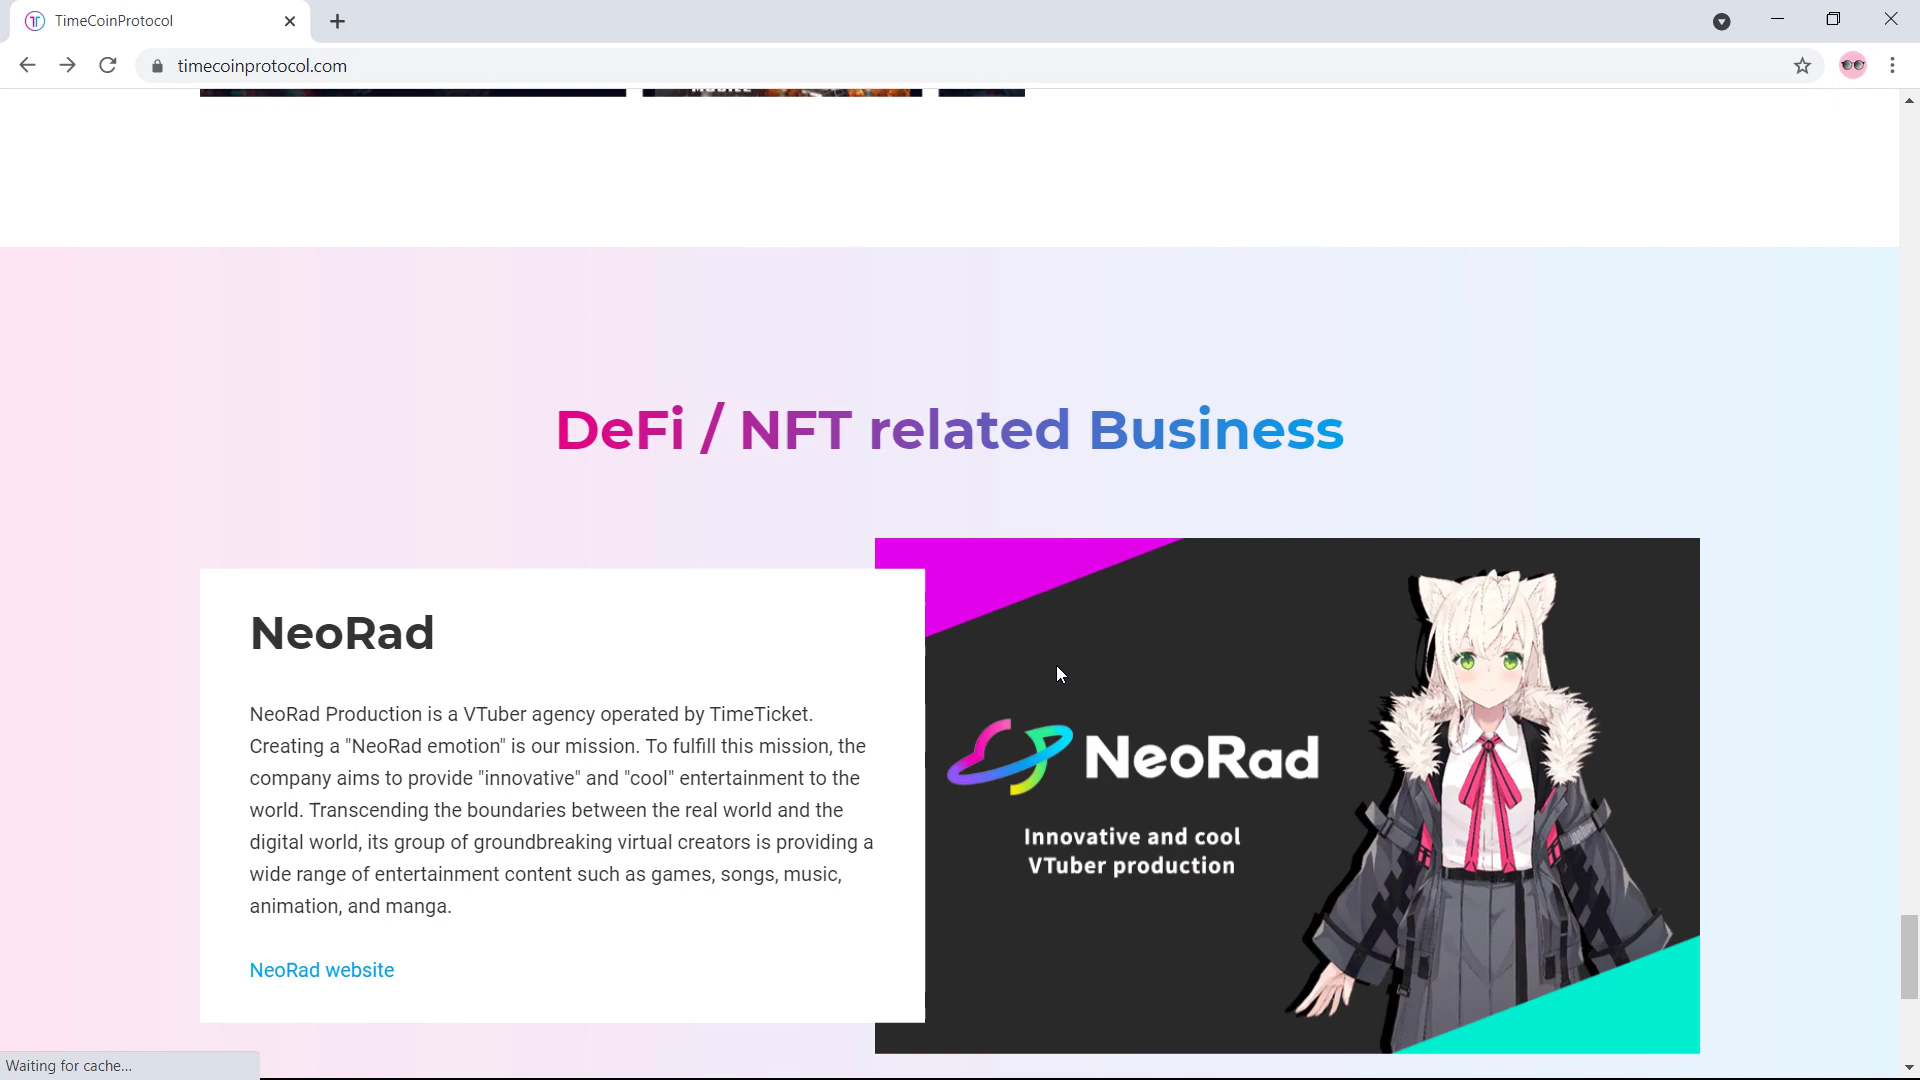 TimeCoinProtocol
timecoinprotocol.com
MOBILE
DeFi / NFT related Business
NeoRad
NeoRad Production is a VTuber agency operated by TimeTicket.
Creating a "NeoRad emotion" is our mission. To fulfill this mission, the
company aims to provide "innovative" and "cool" entertainment to the
world. Transcending the boundaries between the real world and the
digital world, its group of groundbreaking virtual creators is providing a
wide range of entertainment content such as games, songs, music,
animation, and manga.
NeoRad website
NeoRad
Innovative and cool
VTuber production
Waiting for cache...